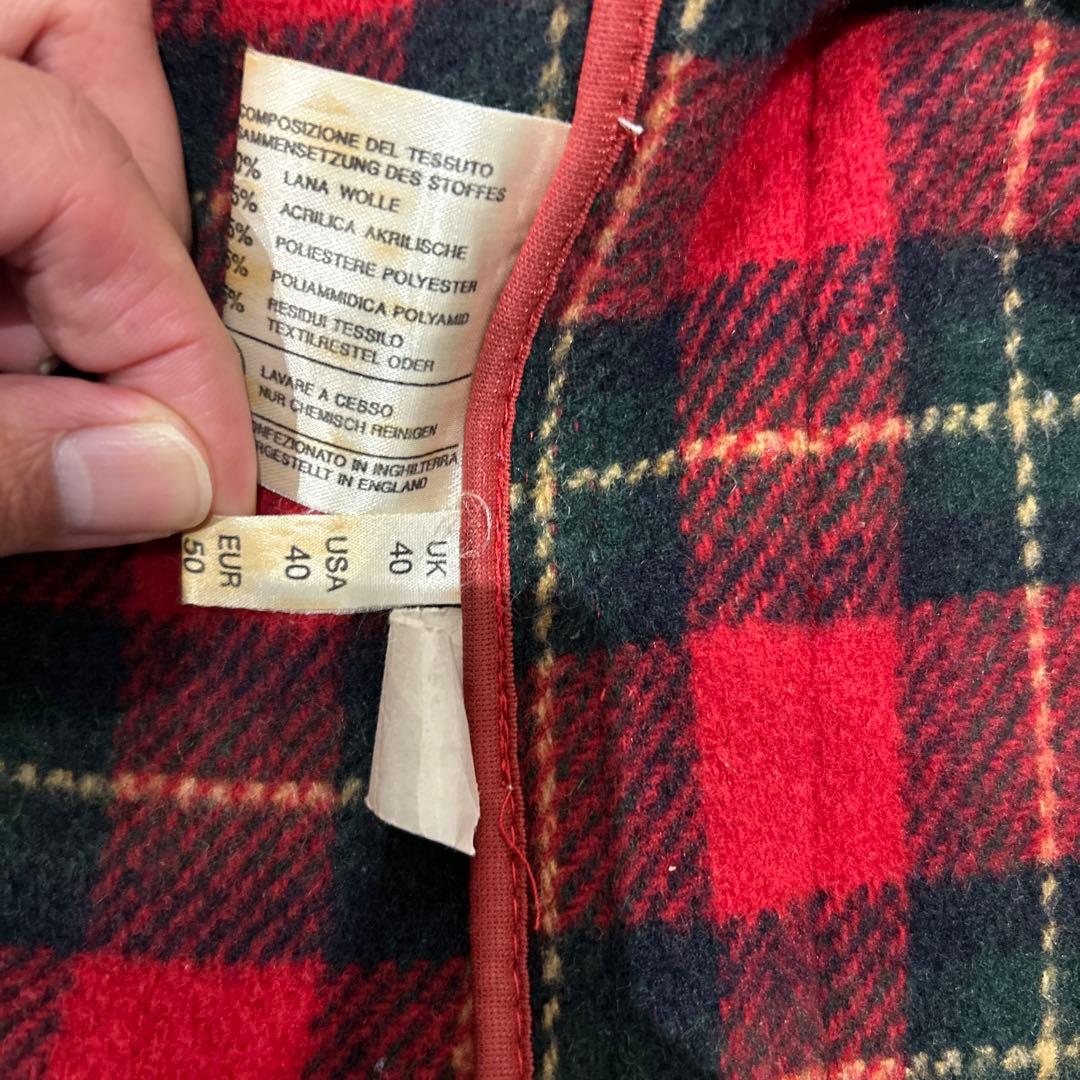 COMPOSIZIONE DEL TESSUTO
AMMENSETZUNG DES STOFFES
0% LANA WOLLE
5% ACRILICA AKRILISCHE
5% POLIESTERE POLYESTER
5% POLIAMMIDICA POLYAMID
5% RESIDUI TESSILO
TEXTILRESTEL ODER
LAVARE A CESSO
NUR CHEMISCH REINIGEN
NFEZIONATO IN INGHILTERRA
RGESTELLT IN ENGLAND
UK 40
USA 40
EUR 50